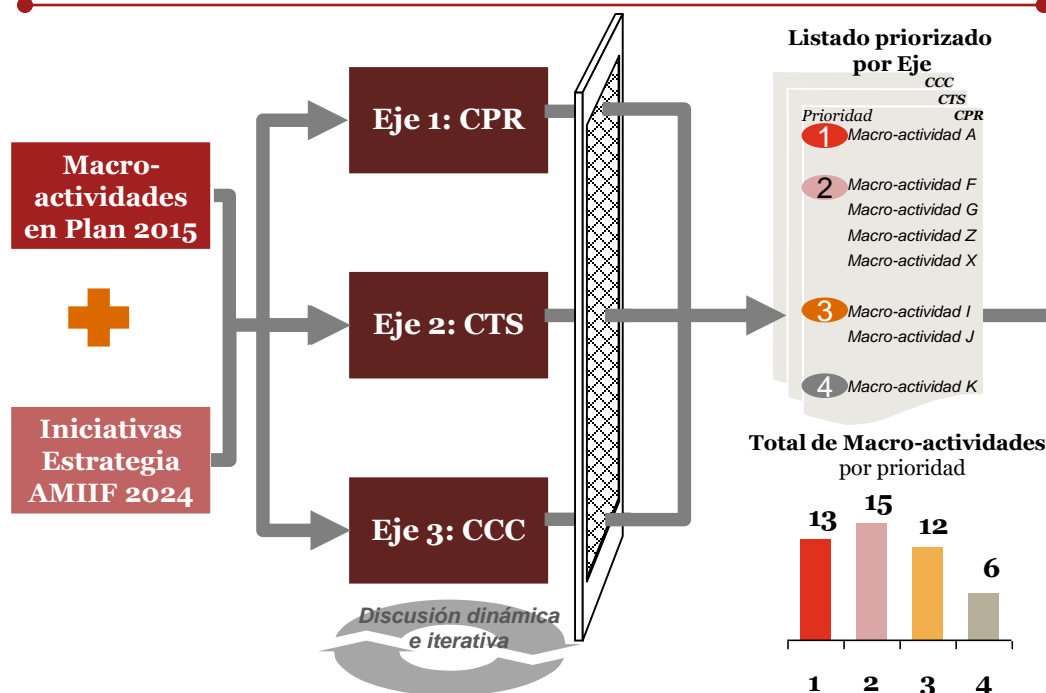 Macro-
actividades
en Plan 2015
Iniciativas
Estrategia
AMIIF 2024
Eje 1: CPR
Eje 2: CTS
Eje 3: CCC
Discusión dinámica
e iterativa
Listado priorizado
por Eje
CCC
CTS
CPR
Prioridad
1 Macro-actividad A
2 Macro-actividad F
Macro-actividad G
Macro-actividad Z
Macro-actividad X
3 Macro-actividad I
Macro-actividad J
4 Macro-actividad K
Total de Macro-actividades
por prioridad
13 15 12 6
1 2 3 4